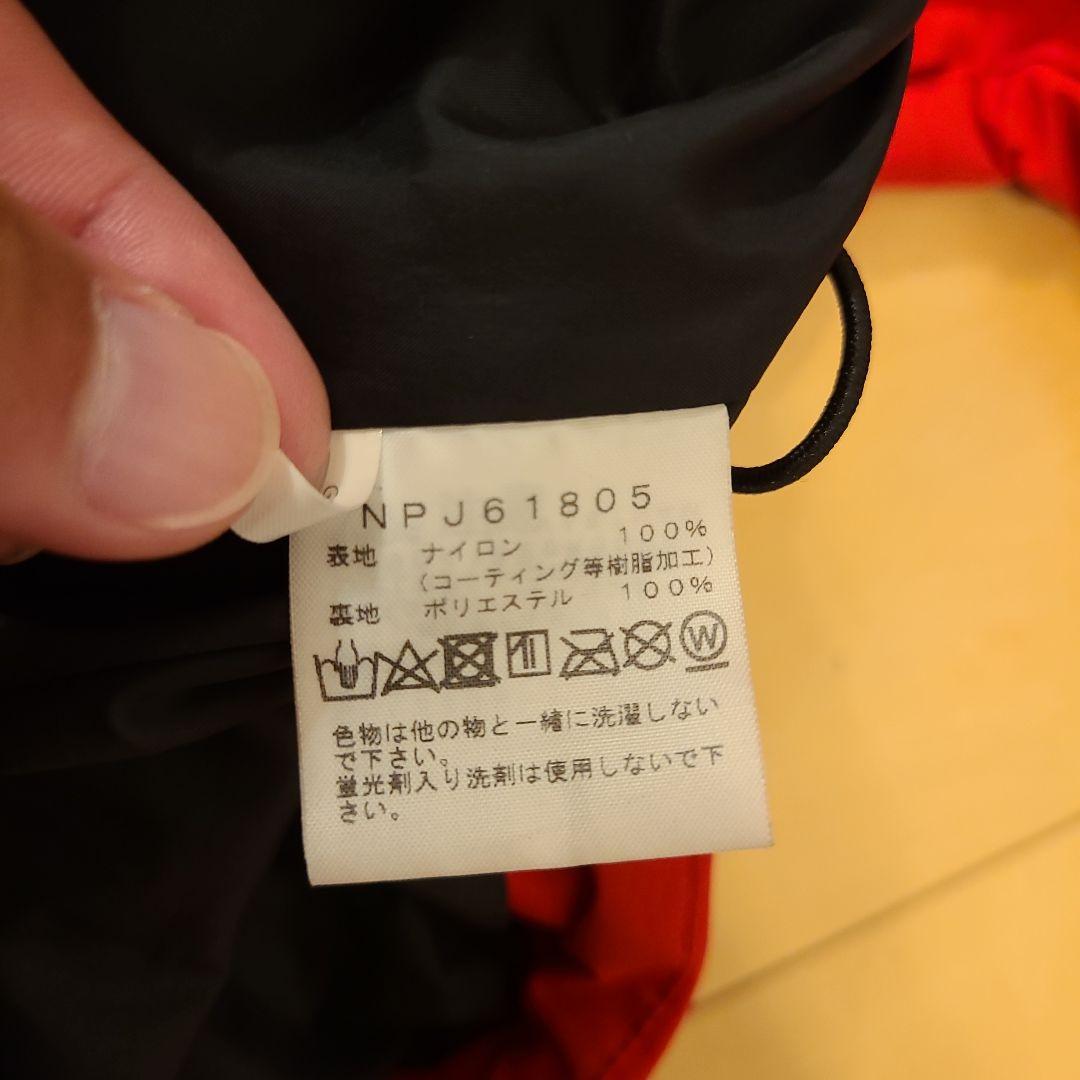 NPJ61805
表地 ナイロン 100%
(コーティング等樹脂加工)
裏地 ポリエステル 100%
W
色物は他の物と一緒に洗濯しない
で下さい。
蛍光剤入り洗剤は使用しないで下
さい。